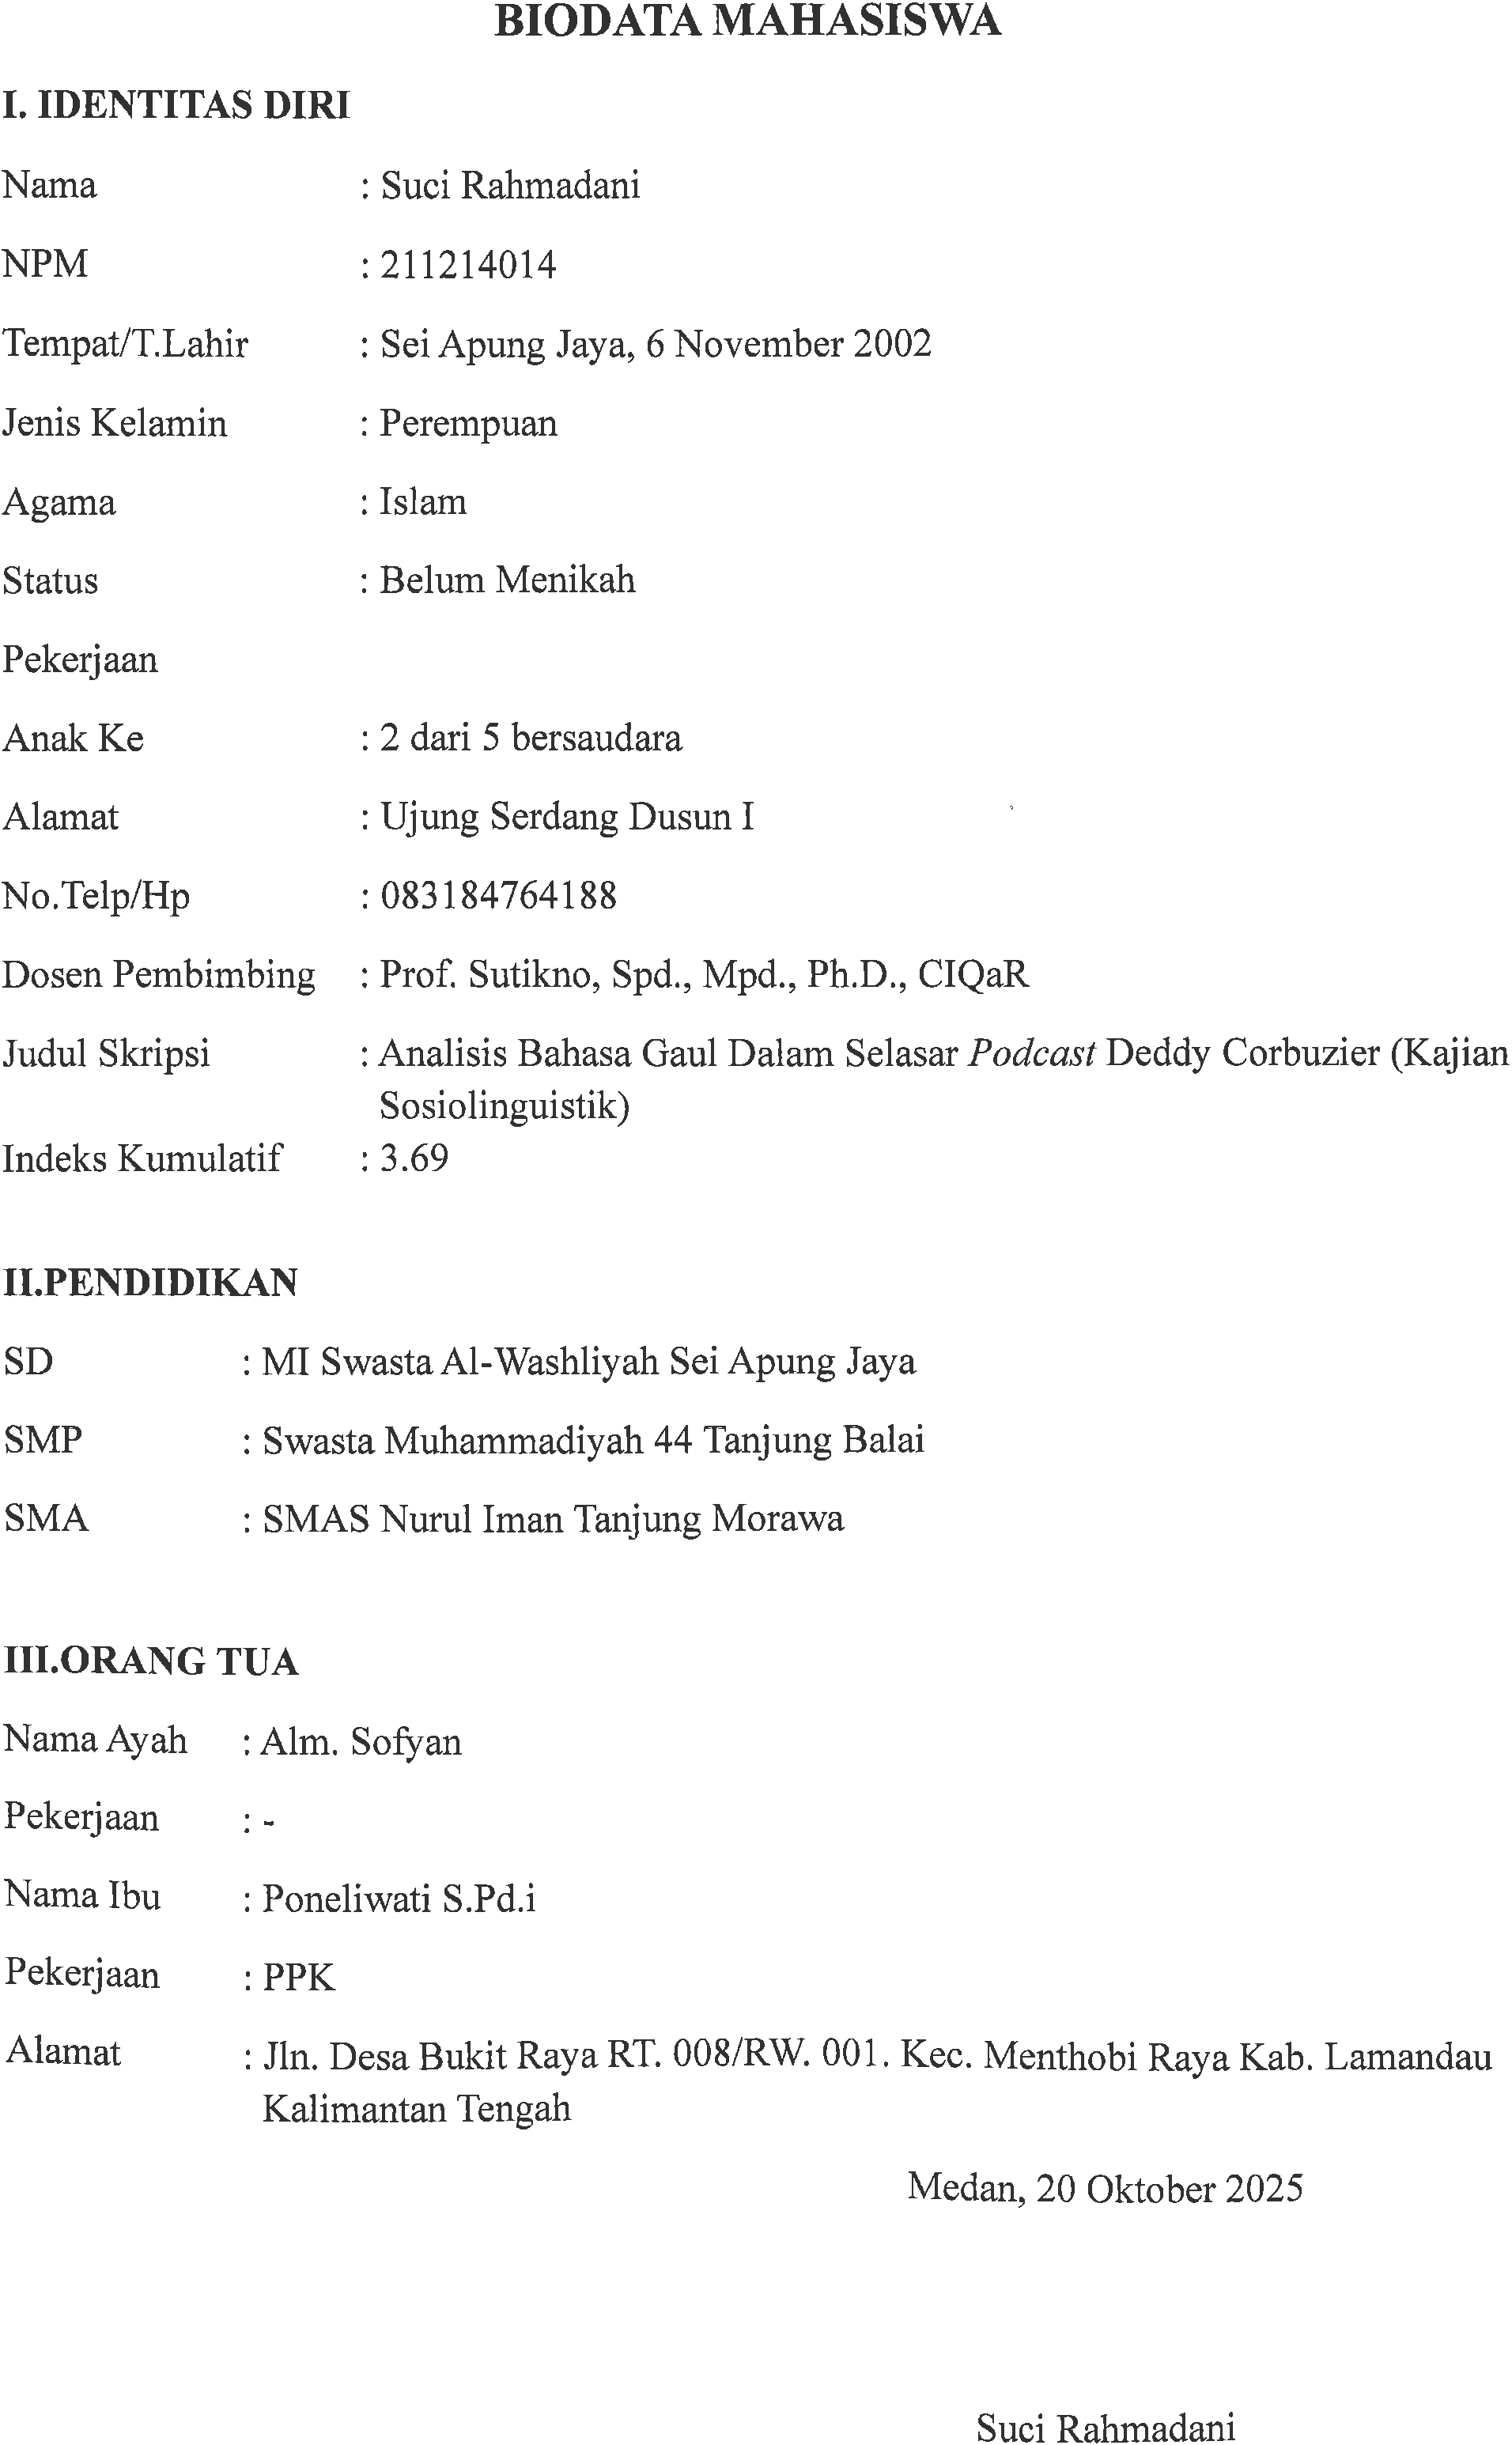 BIODATA MAHASISWA
I. IDENTITAS DIRI
Nama : Suci Rahmadani
NPM : 211214014
Tempat/T.Lahir : Sei Apung Jaya, 6 November 2002
Jenis Kelamin : Perempuan
Agama : Islam
Status : Belum Menikah
Pekerjaan
Anak Ke : 2 dari 5 bersaudara
Alamat : Ujung Serdang Dusun I
No.Telp/Hp : 083184764188
Dosen Pembimbing : Prof. Sutikno, Spd., Mpd., Ph.D., CIQaR
Judul Skripsi : Analisis Bahasa Gaul Dalam Selasar Podcast Deddy Corbuzier (Kajian
Sosiolinguistik)
Indeks Kumulatif : 3.69
II.PENDIDIKAN
SD : MI Swasta Al-Washliyah Sei Apung Jaya
SMP : Swasta Muhammadiyah 44 Tanjung Balai
SMA : SMAS Nurul Iman Tanjung Morawa
III.ORANG TUA
Nama Ayah : Alm. Sofyan
Pekerjaan : -
Nama Ibu : Poneliwati S.Pd.i
Pekerjaan : PPK
Alamat : Jln. Desa Bukit Raya RT. 008/RW. 001. Kec. Menthobi Raya Kab. Lamandau
Kalimantan Tengah
Medan, 20 Oktober 2025
Suci Rahmadani